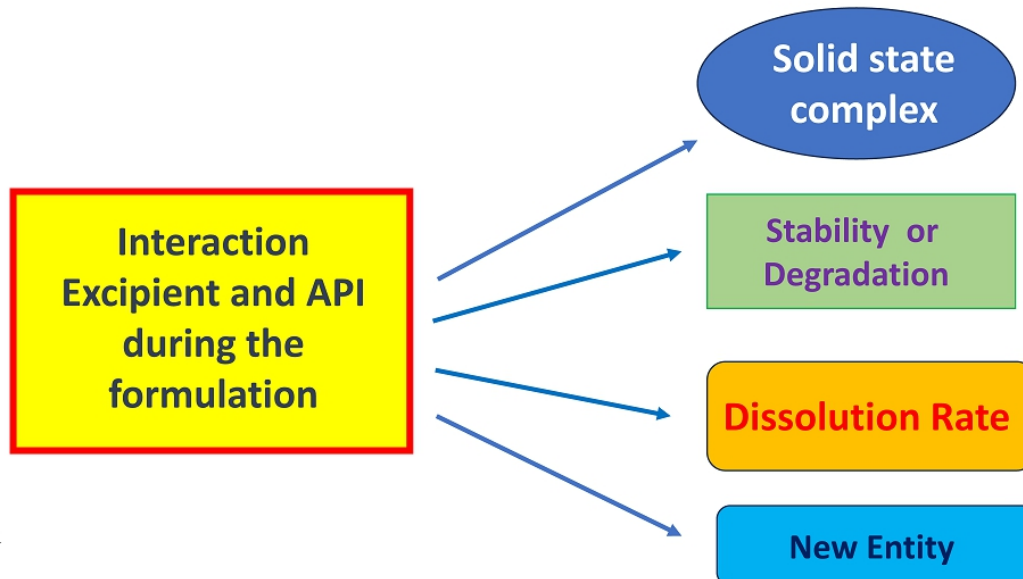 Interaction
Excipient and API
during the
formulation
Solid state
complex
Stability or
Degradation
Dissolution Rate
New Entity